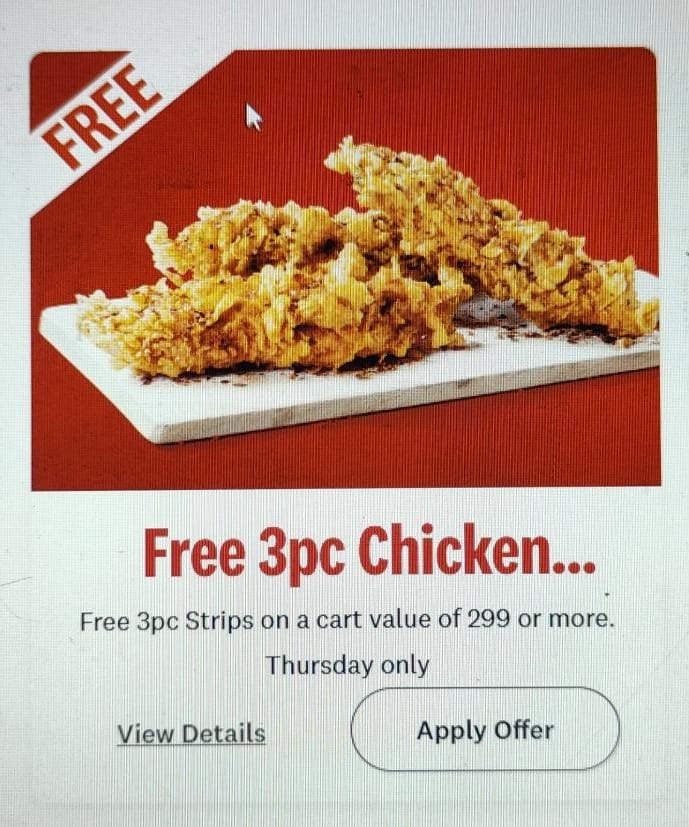 FREE
Free 3pc Chicken...
Free 3pc Strips on a cart value of 299 or more.
Thursday only
View Details
Apply Offer